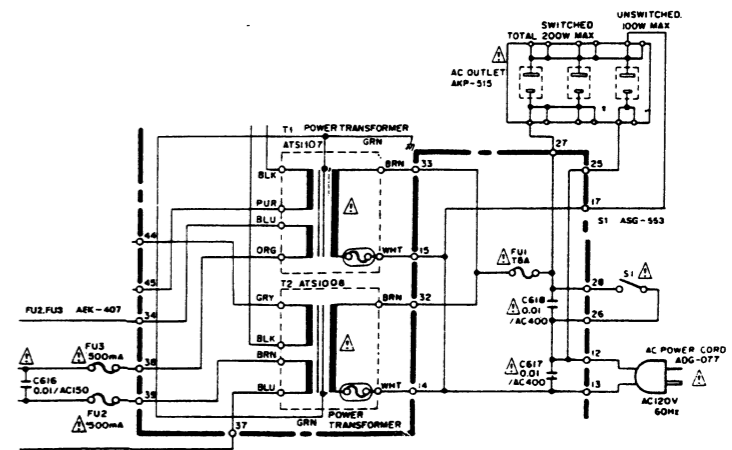 UNSWITCHED.
100W MAX
SWITCHED
TOTAL 200W MAX
AC OUTLET
AKP-515
27
T1 POWER TRANSFORMER
ATS1107
GRN
BRN
33
25
BLK
PUR
17
S1 ASG-553
BLU
44
ORG
WHT
15
FU1
T8A
45
T2 ATS1008
28
S1
GRY
BRN
32
C618
0.01
/AC400
26
FU2,FU3 AEK-407
34
BLK
FU3
500mA
38
BRN
C617
0.01
/AC400
12
AC POWER CORD
ADG-077
C616
0.01/AC150
39
BLU
WHT
14
13
FU2
500mA
37
GRN
POWER
TRANSFORMER
AC120V
60Hz